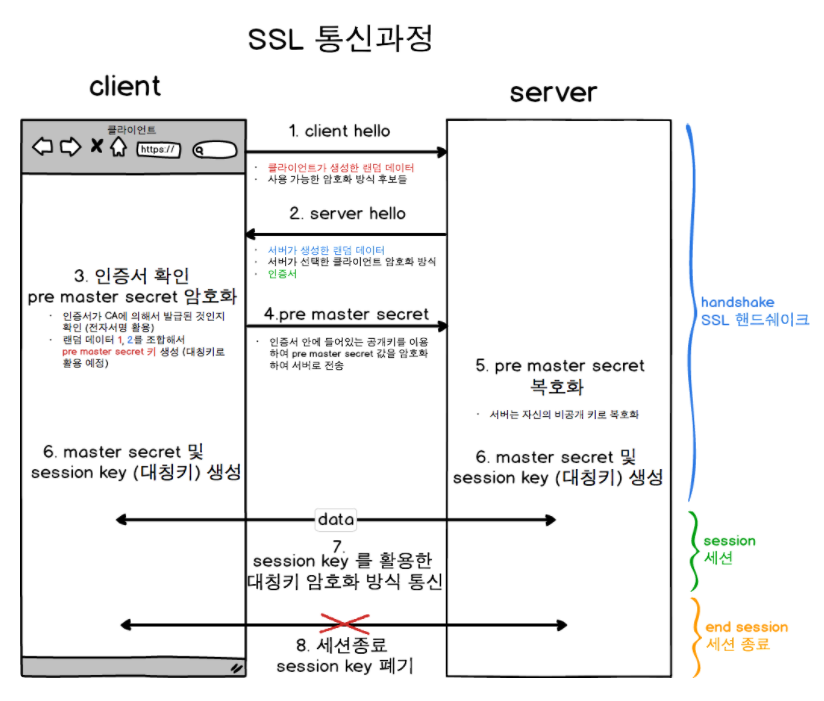 SSL 통신과정
client
server
클라이언트
https://
1. client hello
· 클라이언트가 생성한 랜덤 데이터
· 사용 가능한 암호화 방식 후보들
2. server hello
· 서버가 생성한 랜덤 데이터
· 서버가 선택한 클라이언트 암호화 방식
· 인증서
3. 인증서 확인
pre master secret 암호화
· 인증서가 CA에 의해서 발급된 것인지
확인 (전자서명 활용)
· 랜덤 데이터 1, 2를 조합해서
pre master secret 키 생성 (대칭키로
활용 예정)
4.pre master secret
· 인증서 안에 들어있는 공개키를 이용
하여 pre master secret 값을 암호화
하여 서버로 전송
5. pre master secret
복호화
· 서버는 자신의 비공개 키로 복호화
6. master secret 및
session key (대칭키) 생성
6. master secret 및
session key (대칭키) 생성
handshake
SSL 핸드쉐이크
data
7.
session key 를 활용한
대칭키 암호화 방식 통신
session
세션
8. 세션종료
session key 폐기
end session
세션 종료